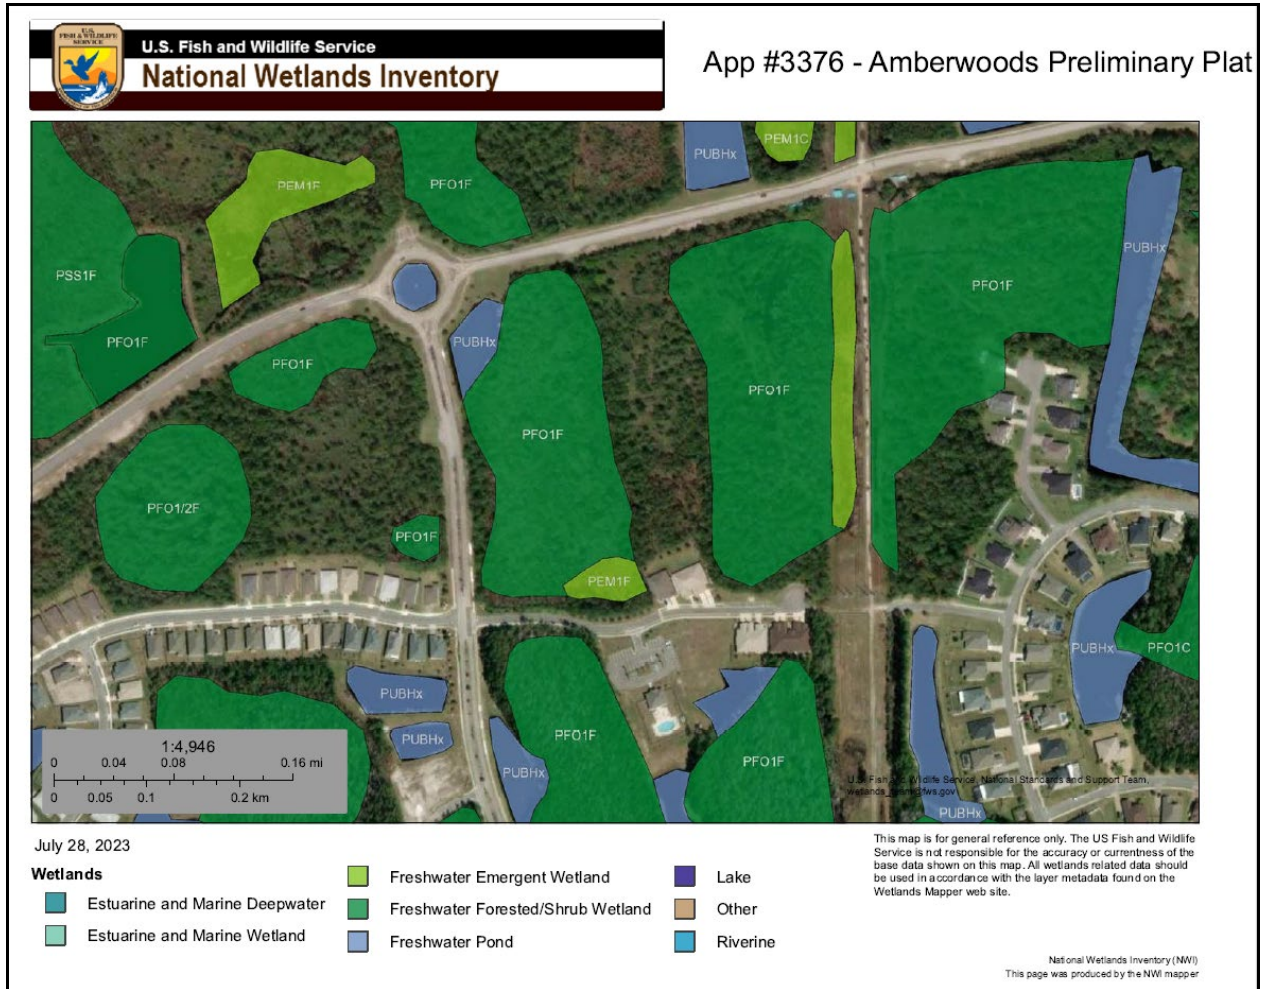 U.S.
FISH & WILDLIFE
SERVICE
U.S. Fish and Wildlife Service
National Wetlands Inventory
App #3376 - Amberwoods Preliminary Plat
PUBHx
PEM1C
PEM1F
PFO1F
PSS1F
PUBHx
PFO1F
PFO1F
PUBHx
PFO1F
PFO1F
PFO1F
PFO1/2F
PFO1F
PEM1F
PUBHx
PFO1C
PUBHx
PFO1F
PUBHx
PFO1F
PUBHx
PUBHx
1:4,946
0 0.04 0.08 0.16 mi
0 0.05 0.1 0.2 km
U.S. Fish and Wildlife Service, National Standards and Support Team,
wetlands_team@fws.gov
July 28, 2023
Wetlands
Estuarine and Marine Deepwater
Estuarine and Marine Wetland
Freshwater Emergent Wetland
Freshwater Forested/Shrub Wetland
Freshwater Pond
Lake
Other
Riverine
This map is for general reference only. The US Fish and Wildlife
Service is not responsible for the accuracy or currentness of the
base data shown on this map. All wetlands related data should
be used in accordance with the layer metadata found on the
Wetlands Mapper web site.
National Wetlands Inventory (NWI)
This page was produced by the NWI mapper